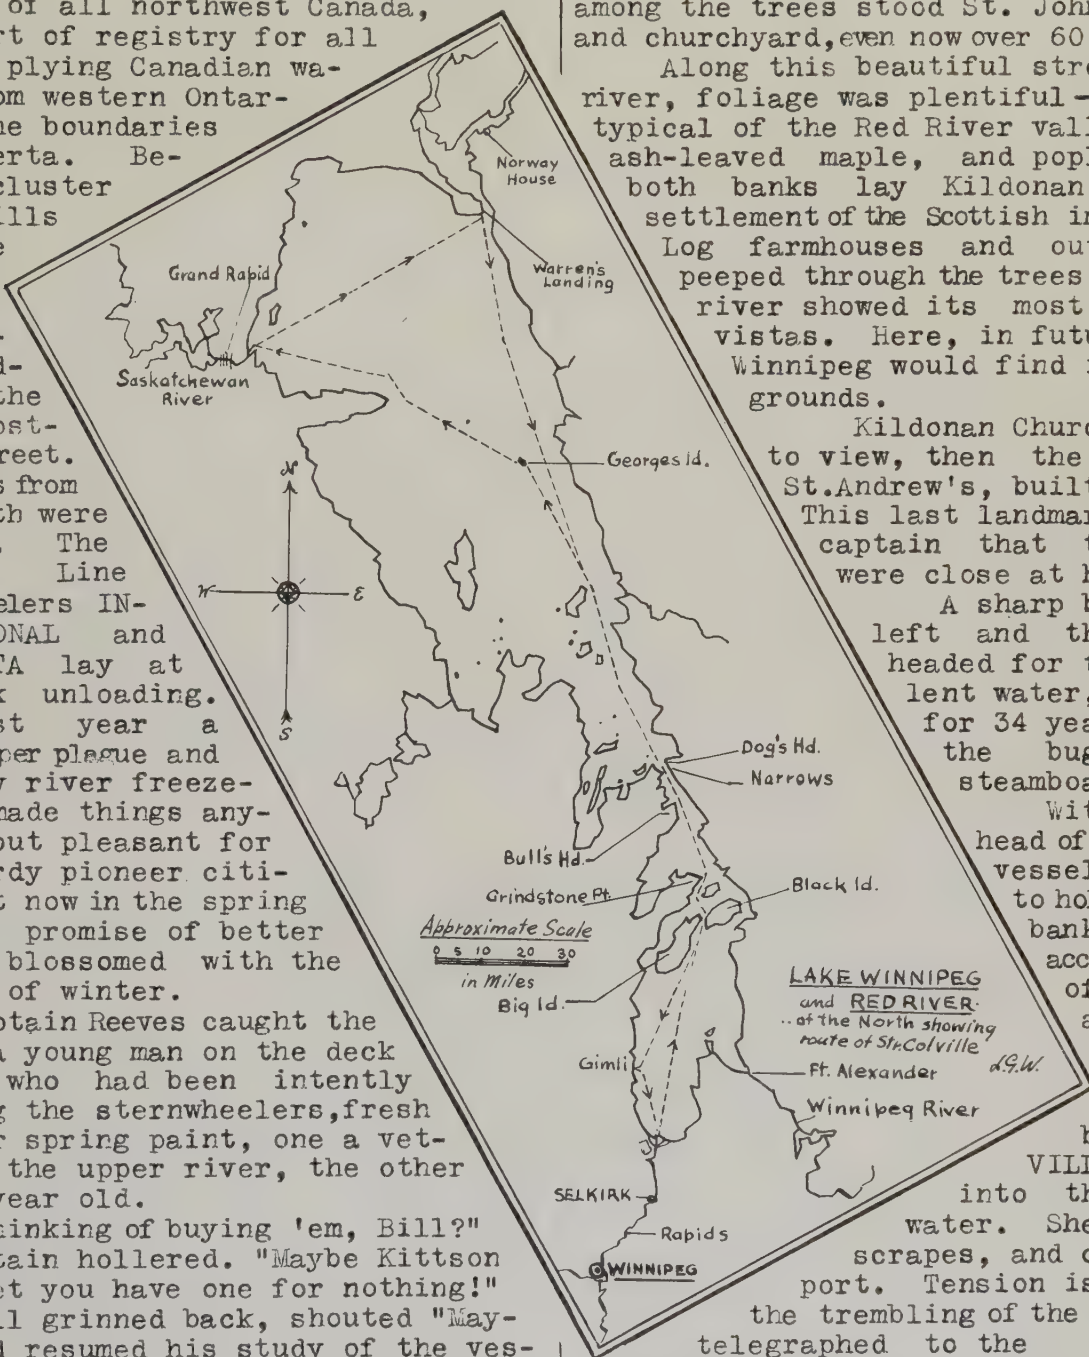 of all northwest Canada,
rt of registry for all
plying Canadian wa-
om western Ontar-
ne boundaries
erta. Be-
cluster
ills
e
d-
the
ost-
reet.
s from
th were
. The
Line
elers IN-
ONAL and
TA lay at
k unloading.
st year a
per plague and
y river freeze-
made things any-
but pleasant for
rdy pioneer citi-
t now in the spring
promise of better
blossomed with the
of winter.
ptain Reeves caught the
a young man on the deck
who had been intently
g the sternwheelers, fresh
r spring paint, one a vet-
the upper river, the other
year old.
hinking of buying 'em, Bill?"
tain hollered. "Maybe Kittson
et you have one for nothing!"
ll grinned back, shouted "May-
d resumed his study of the ves-
Norway
House
Grand Rapid
Warren's
Landing
Saskatchewan
River
Georges Id.
N
W
E
S
Dog's Hd.
Narrows
Bull's Hd.
Grindstone Pt.
Black Id.
Approximate Scale
0 5 10 20 30
in Miles
Big Id.
LAKE WINNIPEG
and RED RIVER
of the North showing
route of Str. Colville
L.G.W.
Gimli
Ft. Alexander
Winnipeg River
SELKIRK
Rapids
WINNIPEG
among the trees stood St. John
and churchyard, even now over 60
Along this beautiful stre
river, foliage was plentiful —
typical of the Red River vall
ash-leaved maple, and popl
both banks lay Kildonan
settlement of the Scottish im
Log farmhouses and out
peeped through the trees
river showed its most
vistas. Here, in futu
Winnipeg would find i
grounds.
Kildonan Churc
to view, then the
St.Andrew's, built
This last landmar
captain that t
were close at h
A sharp b
left and th
headed for t
lent water,
for 34 yea
the bug
steamboa
Wit
head of
vessel
to hol
bank
acc
of
a
b
VILL
into th
water. She
scrapes, and c
port. Tension is
the trembling of the
telegraphed to the